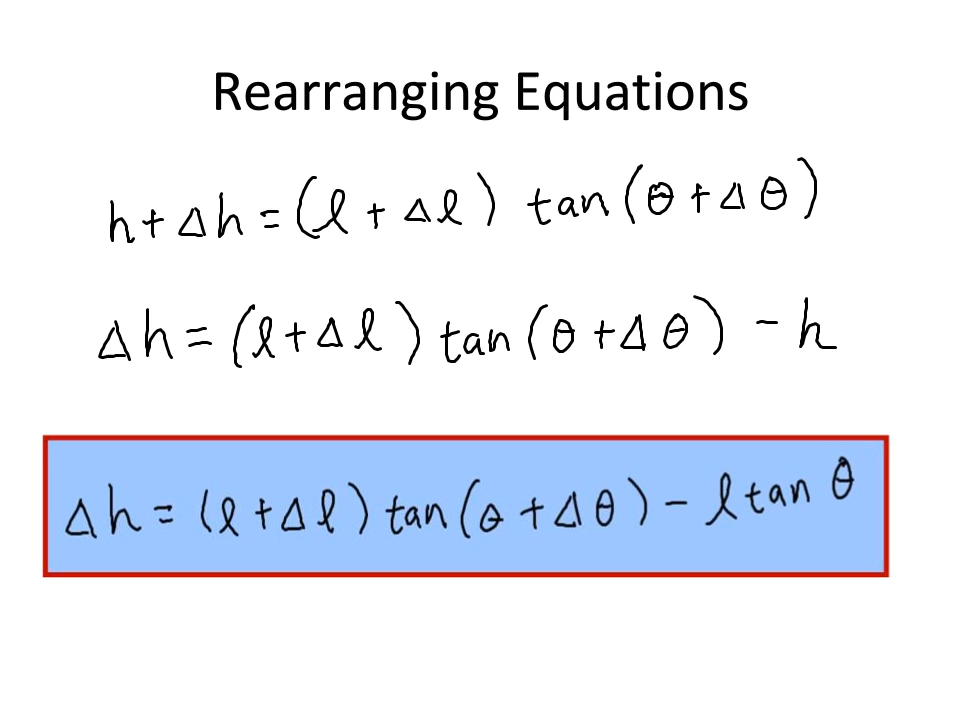 Rearranging Equations
h + Δh = (ℓ + Δℓ) tan(θ + Δθ)
Δh = (ℓ + Δℓ) tan(θ + Δθ) - h
Δh = (ℓ + Δℓ) tan(θ + Δθ) - ℓ tan θ